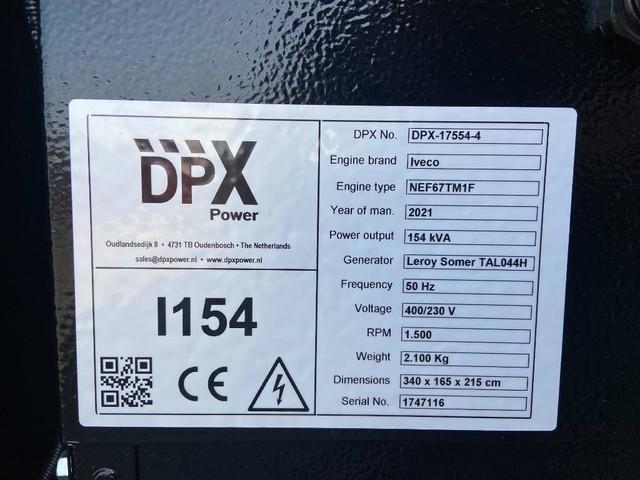 DPX
Power
Oudlandsedijk 8 • 4731 TB Oudenbosch • The Netherlands
sales@dpxpower.nl • www.dpxpower.nl
I154
CE
DPX No. DPX-17554-4
Engine brand Iveco
Engine type NEF67TM1F
Year of man. 2021
Power output 154 kVA
Generator Leroy Somer TAL044H
Frequency 50 Hz
Voltage 400/230 V
RPM 1.500
Weight 2.100 Kg
Dimensions 340 x 165 x 215 cm
Serial No. 1747116